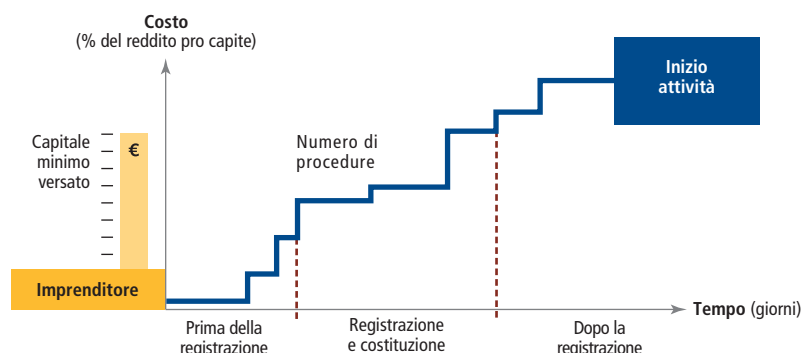 Costo
(% del reddito pro capite)
Inizio
attività
Capitale
minimo
versato
€
Numero di
procedure
Imprenditore
Tempo (giorni)
Prima della
registrazione
Registrazione
e costituzione
Dopo la
registrazione